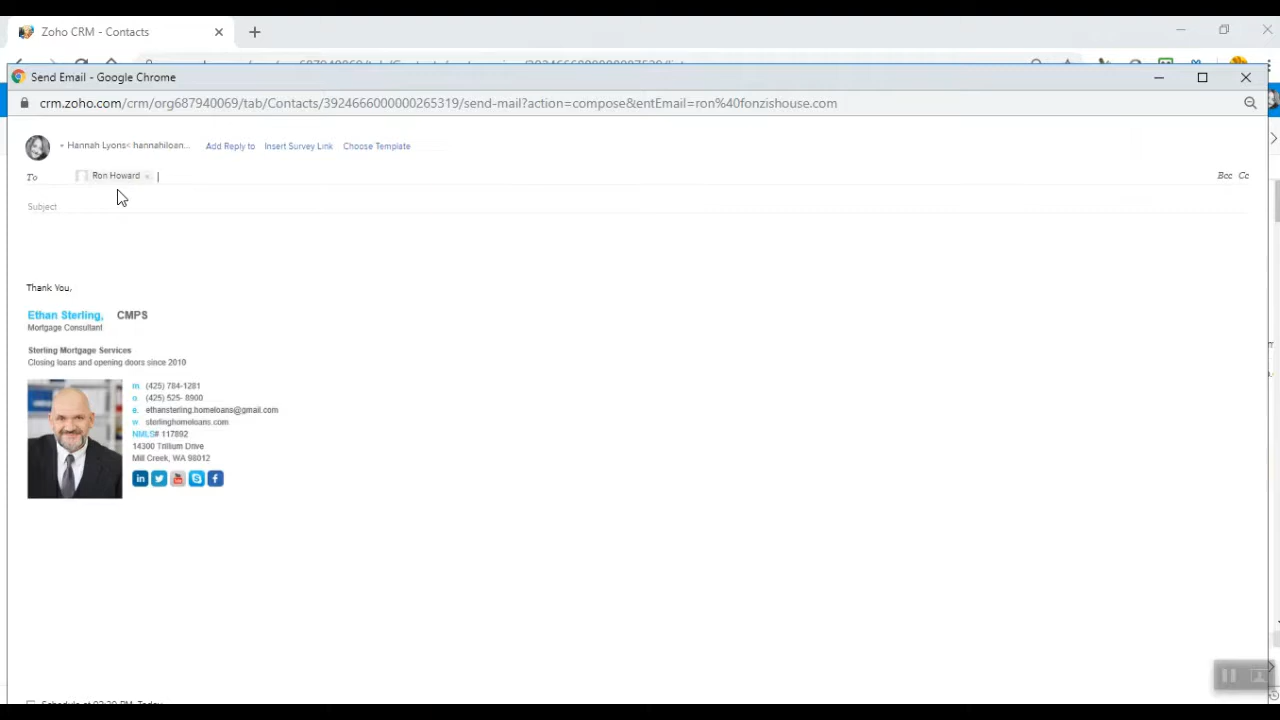 Zoho CRM - Contacts
Send Email - Google Chrome
crm.zoho.com/crm/org687940069/tab/Contacts/3924666000000265319/send-mail?action=compose&entEmail=ron%40fonzishouse.com
Hannah Lyons< hannahiloan... Add Reply to Insert Survey Link Choose Template
To Ron Howard × Bcc Cc
Subject
Thank You,
Ethan Sterling, CMPS
Mortgage Consultant
Sterling Mortgage Services
Closing loans and opening doors since 2010
m (425) 784-1281
o (425) 525- 8900
e. ethansterling.homeloans@gmail.com
w sterlinghomeloans.com
NMLS# 117892
14300 Trillium Drive
Mill Creek, WA 98012